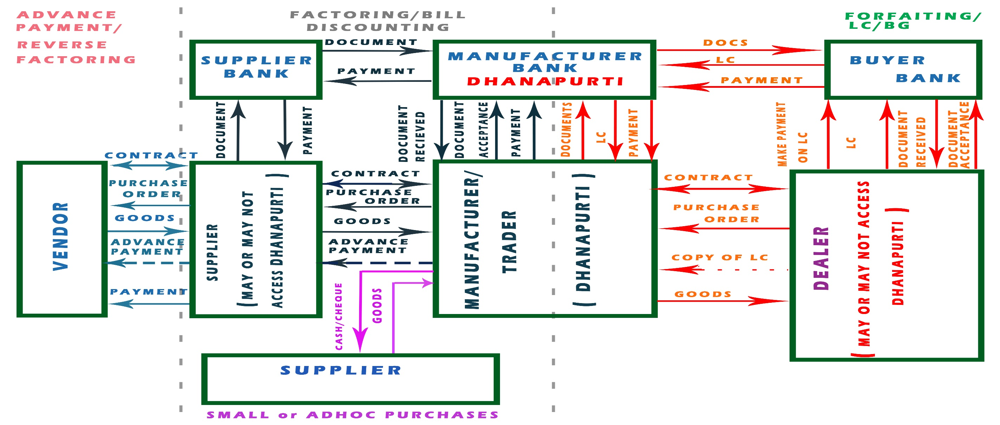 ADVANCE
PAYMENT/
REVERSE
FACTORING
FACTORING/BILL
DISCOUNTING
FORFAITING/
LC/BG
SUPPLIER
BANK
DOCUMENT
PAYMENT
MANUFACTURER
BANK
DHANAPURTI
DOCS
LC
PAYMENT
BUYER
BANK
DOCUMENT
PAYMENT
DOCUMENT
RECIEVED
DOCUMENT
ACCEPTANCE
PAYMENT
DOCUMENTS
LC
PAYMENT
MAKE PAYMENT
ON LC
LC
DOCUMENT
RECEIVED
DOCUMENT
ACCEPTANCE
VENDOR
CONTRACT
PURCHASE
ORDER
GOODS
ADVANCE
PAYMENT
PAYMENT
SUPPLIER
(MAY OR MAY NOT
ACCESS DHANAPURTI )
CONTRACT
PURCHASE
ORDER
GOODS
ADVANCE
PAYMENT
MANUFACTURER/
TRADER
( DHANAPURTI )
CONTRACT
PURCHASE
ORDER
COPY OF LC
GOODS
DEALER
(MAY OR MAY NOT ACCESS
DHANAPURTI )
CASH/CHEQUE
GOODS
SUPPLIER
SMALL or ADHOC PURCHASES